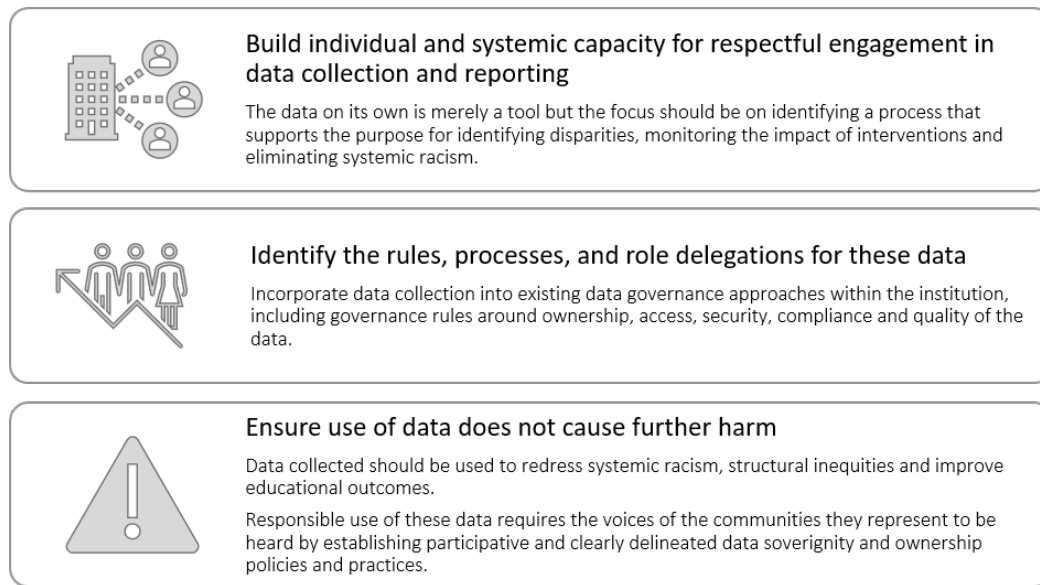 Build individual and systemic capacity for respectful engagement in
data collection and reporting
The data on its own is merely a tool but the focus should be on identifying a process that
supports the purpose for identifying disparities, monitoring the impact of interventions and
eliminating systemic racism.
Identify the rules, processes, and role delegations for these data
Incorporate data collection into existing data governance approaches within the institution,
including governance rules around ownership, access, security, compliance and quality of the
data.
Ensure use of data does not cause further harm
Data collected should be used to redress systemic racism, structural inequities and improve
educational outcomes.
Responsible use of these data requires the voices of the communities they represent to be
heard by establishing participative and clearly delineated data soverignity and ownership
policies and practices.